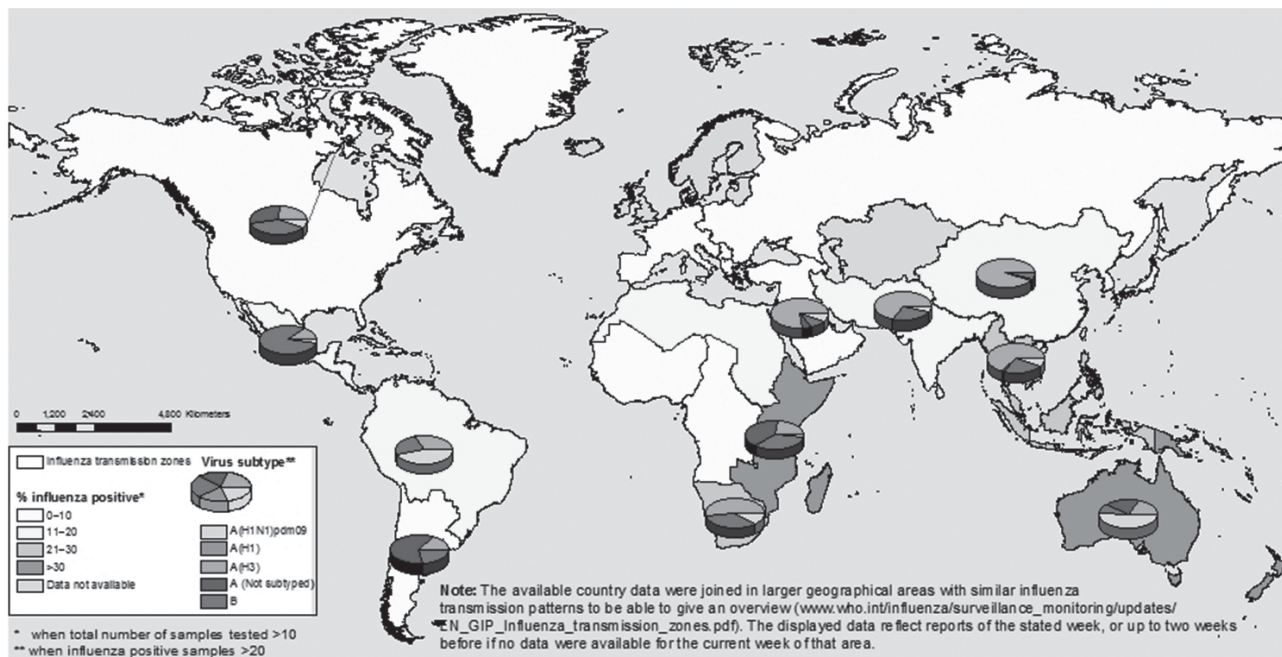 0 1,200 2,400 4,800 Kilometers
Influenza transmission zones
% influenza positive*
0–10
11–20
21–30
>30
Data not available
Virus subtype**
A(H1N1)pdm09
A(H1)
A(H3)
A (Not subtyped)
B
* when total number of samples tested >10
** when influenza positive samples >20
Note: The available country data were joined in larger geographical areas with similar influenza
transmission patterns to be able to give an overview (www.who.int/influenza/surveillance_monitoring/updates/
EN_GIP_Influenza_transmission_zones.pdf). The displayed data reflect reports of the stated week, or up to two weeks
before if no data were available for the current week of that area.